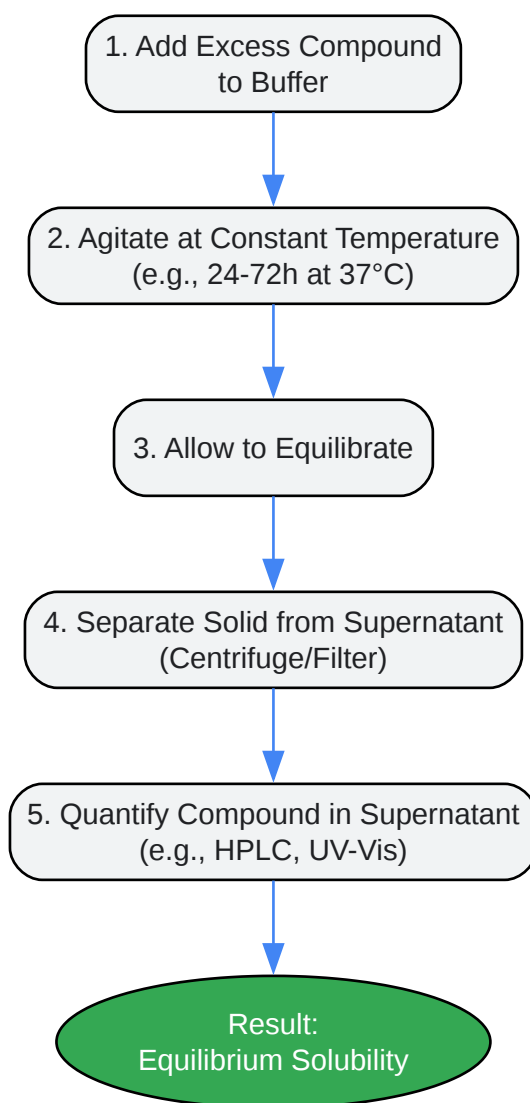 1. Add Excess Compound
to Buffer
2. Agitate at Constant Temperature
(e.g., 24-72h at 37°C)
3. Allow to Equilibrate
4. Separate Solid from Supernatant
(Centrifuge/Filter)
5. Quantify Compound in Supernatant
(e.g., HPLC, UV-Vis)
Result:
Equilibrium Solubility